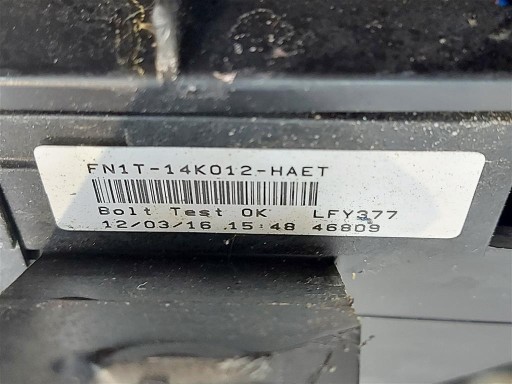 FN1T-14K012-HAET
Bolt Test OK LFY377
12/03/16 15:48 46809